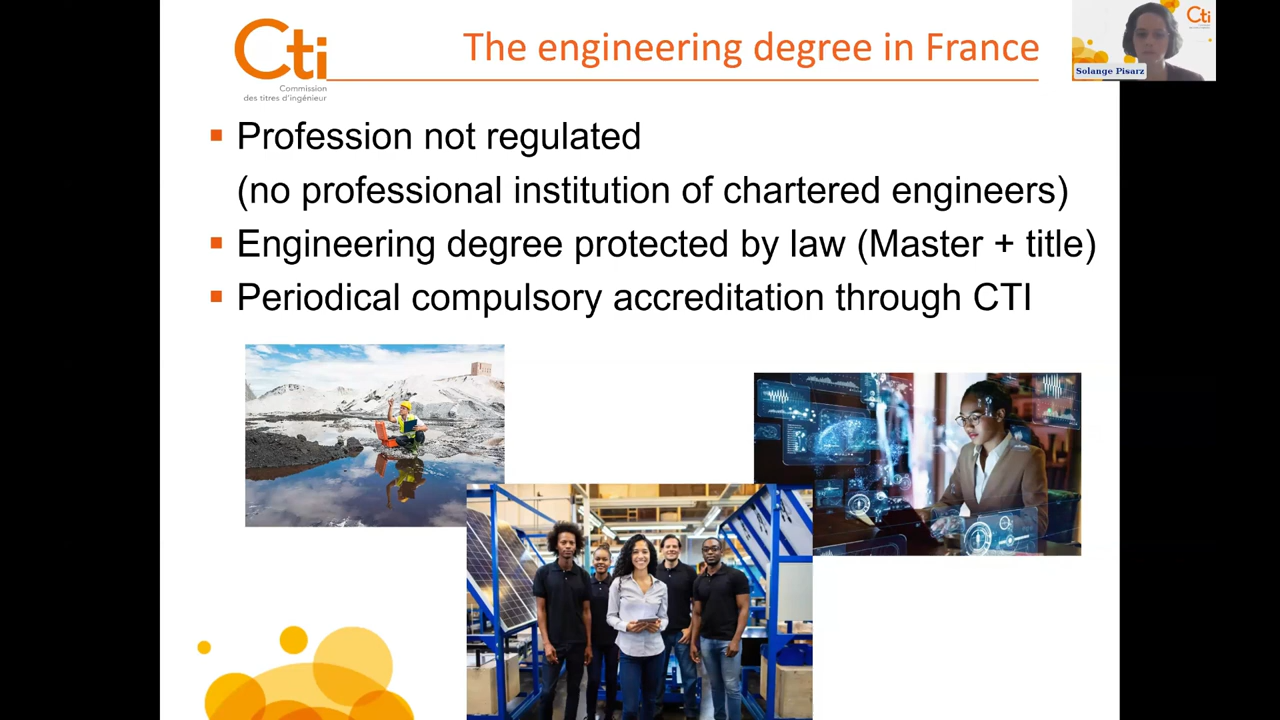 Cti
Commission
des titres d'ingénieur
The engineering degree in France
Cti
Solange Pisarz
Profession not regulated
(no professional institution of chartered engineers)
Engineering degree protected by law (Master + title)
Periodical compulsory accreditation through CTI